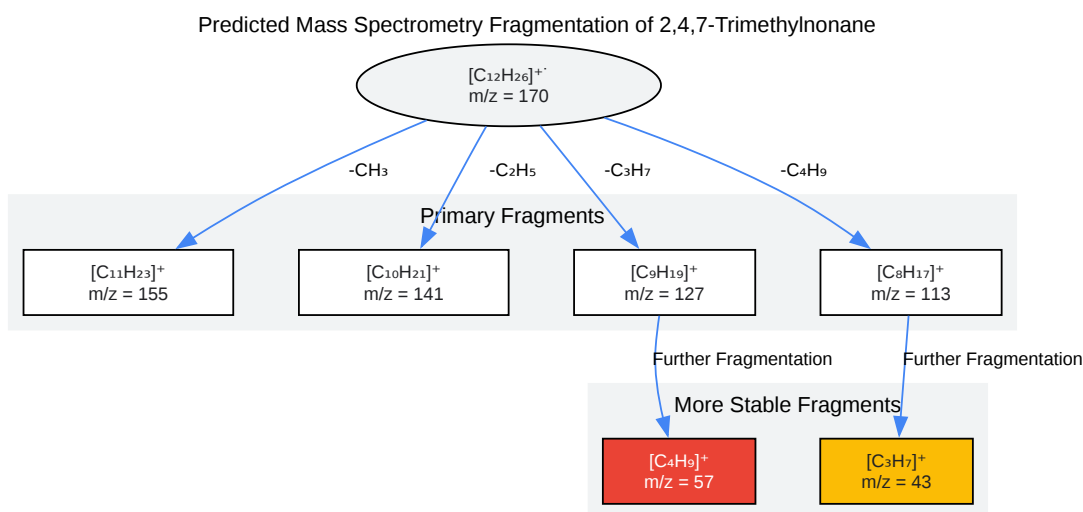 Predicted Mass Spectrometry Fragmentation of 2,4,7-Trimethylnonane
[C₁₂H₂₆]⁺˙
m/z = 170
-CH₃
-C₂H₅
-C₃H₇
-C₄H₉
Primary Fragments
[C₁₁H₂₃]⁺
m/z = 155
[C₁₀H₂₁]⁺
m/z = 141
[C₉H₁₉]⁺
m/z = 127
[C₈H₁₇]⁺
m/z = 113
Further Fragmentation
Further Fragmentation
More Stable Fragments
[C₄H₉]⁺
m/z = 57
[C₃H₇]⁺
m/z = 43